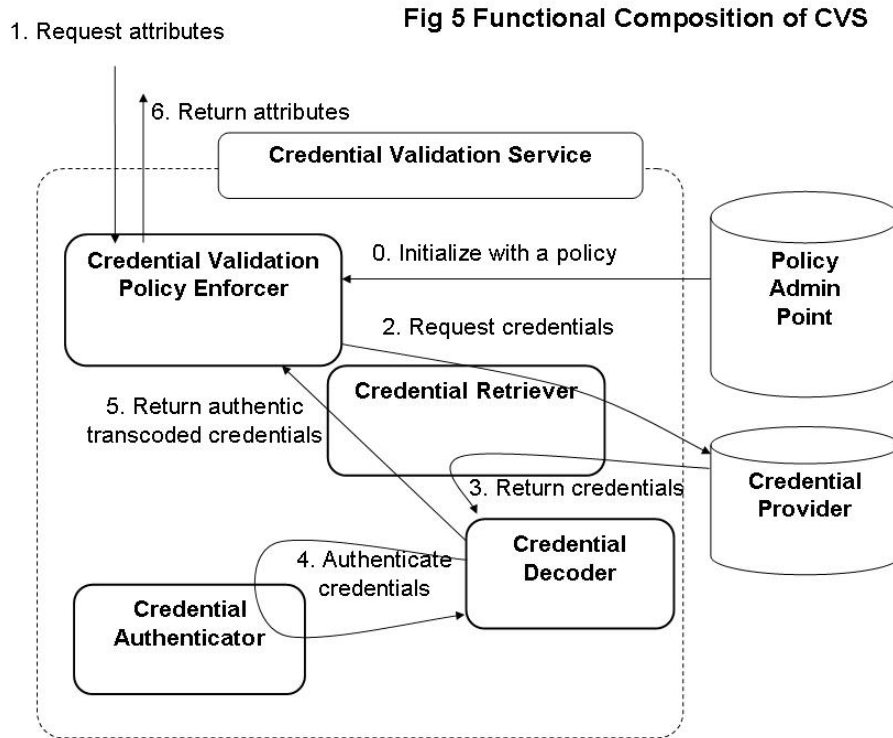 Fig 5 Functional Composition of CVS
1. Request attributes
6. Return attributes
Credential Validation Service
Credential Validation
Policy Enforcer
0. Initialize with a policy
Policy
Admin
Point
2. Request credentials
Credential Retriever
5. Return authentic
transcoded credentials
3. Return credentials
Credential
Provider
4. Authenticate
credentials
Credential
Decoder
Credential
Authenticator